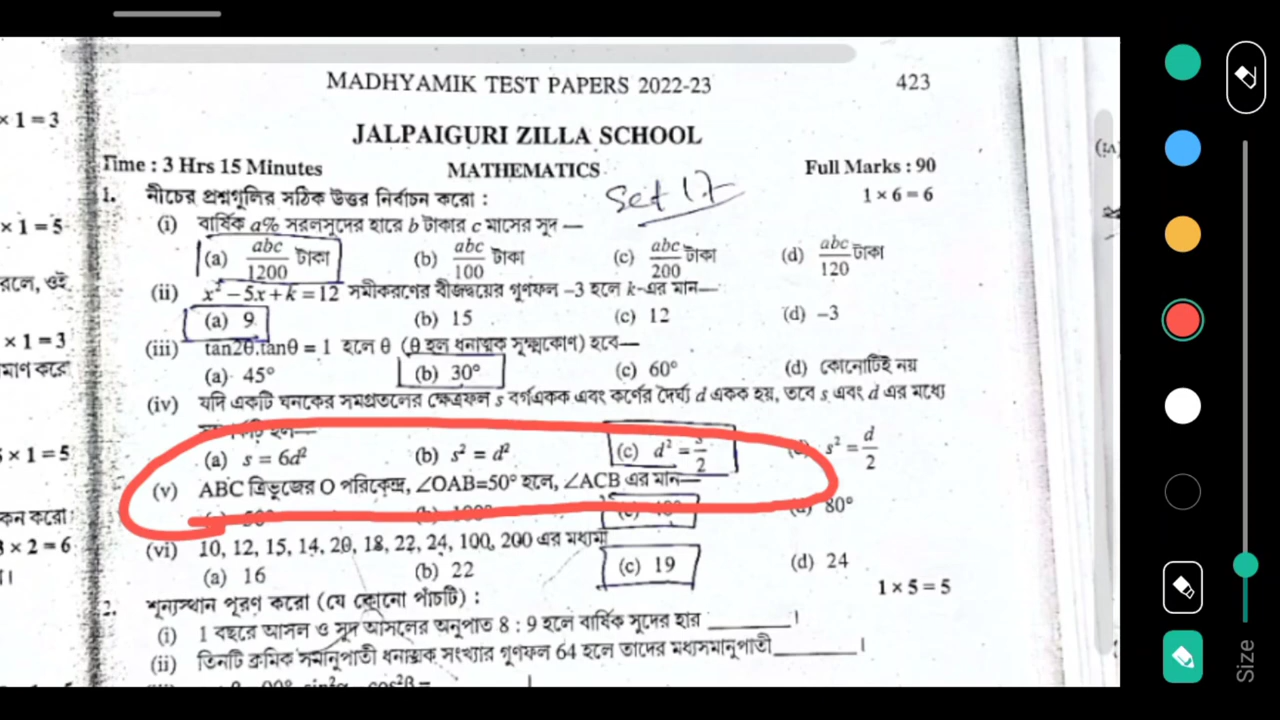 MADHYAMIK TEST PAPERS 2022-23 423
JALPAIGURI ZILLA SCHOOL
Time : 3 Hrs 15 Minutes MATHEMATICS Full Marks : 90
Set 17
1. নীচের প্রশ্নগুলির সঠিক উত্তর নির্বাচন করো : 1 × 6 = 6
(i) বার্ষিক a% সরলসুদের হারে b টাকার c মাসের সুদ —
(a) abc/1200 টাকা (b) abc/100 টাকা (c) abc/200 টাকা (d) abc/120 টাকা
(ii) x² – 5x + k = 12 সমীকরণের বীজদ্বয়ের গুণফল –3 হলে k-এর মান—
(a) 9 (b) 15 (c) 12 (d) –3
(iii) tan2θ.tanθ = 1 হলে θ (θ হল ধনাত্মক সূক্ষ্মকোণ) হবে—
(a) 45° (b) 30° (c) 60° (d) কোনোটিই নয়
(iv) যদি একটি ঘনকের সমগ্রতলের ক্ষেত্রফল s বর্গএকক এবং কর্ণের দৈর্ঘ্য d একক হয়, তবে s এবং d এর মধ্যে
হল—
(a) s = 6d² (b) s² = d² (c) d² = s/2 s² = d/2
(v) ABC ত্রিভুজের O পরিকেন্দ্র, ∠OAB=50° হলে, ∠ACB এর মান—
80°
(vi) 10, 12, 15, 14, 20, 18, 22, 24, 100, 200 এর মধ্যমা
(a) 16 (b) 22 (c) 19 (d) 24
2. শূন্যস্থান পূরণ করো (যে কোনো পাঁচটি) : 1 × 5 = 5
(i) 1 বছরে আসল ও সুদ আসলের অনুপাত 8 : 9 হলে বার্ষিক সুদের হার ________।
(ii) তিনটি ক্রমিক সমানুপাতী ধনাত্মক সংখ্যার গুণফল 64 হলে তাদের মধ্যসমানুপাতী ________।
× 1 = 3
× 1 = 5
রলে, ওই
× 1 = 3
মাণ করে
× 1 = 5
কন করো
× 2 = 6
Size